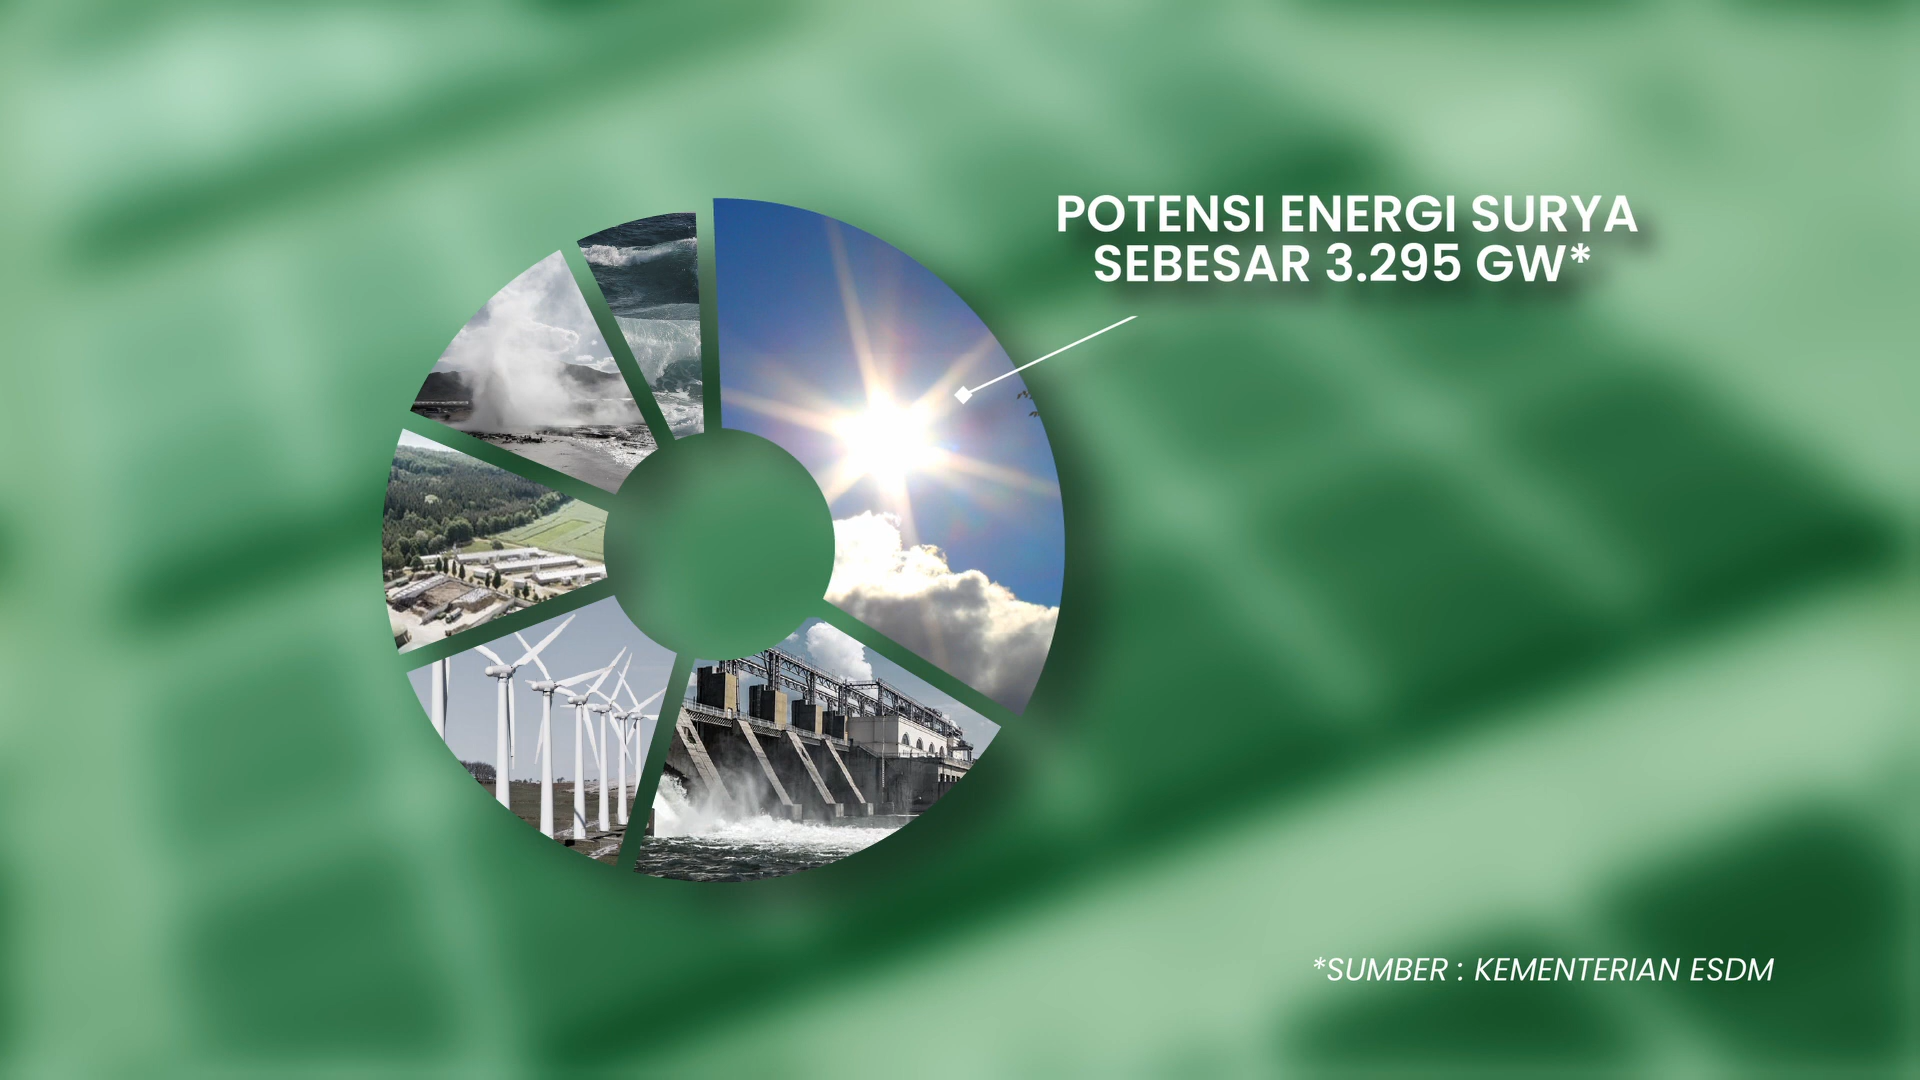 POTENSI ENERGI SURYA
SEBESAR 3.295 GW*
*SUMBER : KEMENTERIAN ESDM